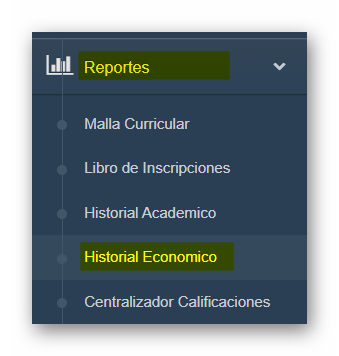 Reportes
Malla Curricular
Libro de Inscripciones
Historial Academico
Historial Economico
Centralizador Calificaciones